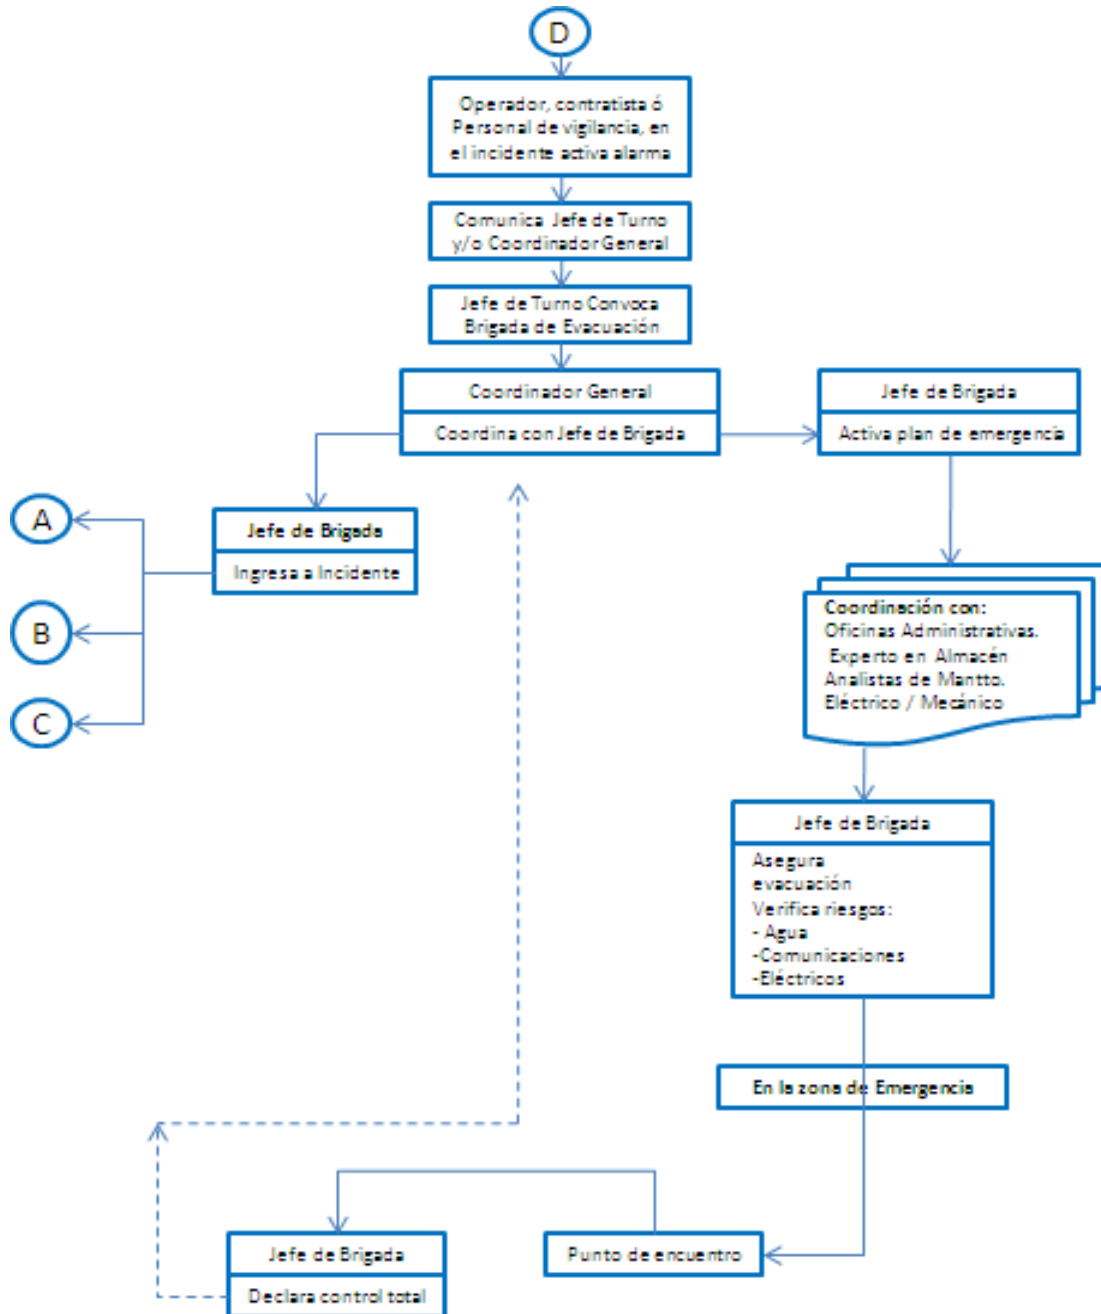 D
Operador, contratista ó
Personal de vigilancia, en
el incidente activa alarma
Comunica Jefe de Turno
y/o Coordinador General
Jefe de Turno Convoca
Brigada de Evacuación
Coordinador General
Coordina con Jefe de Brigada
Jefe de Brigada
Activa plan de emergencia
A
B
C
Jefe de Brigada
Ingresa a Incidente
Coordinación con:
Oficinas Administrativas.
Experto en Almacén
Analistas de Mantto.
Eléctrico / Mecánico
Jefe de Brigada
Asegura
evacuación
Verifica riesgos:
- Agua
-Comunicaciones
-Eléctricos
En la zona de Emergencia
Punto de encuentro
Jefe de Brigada
Declara control total